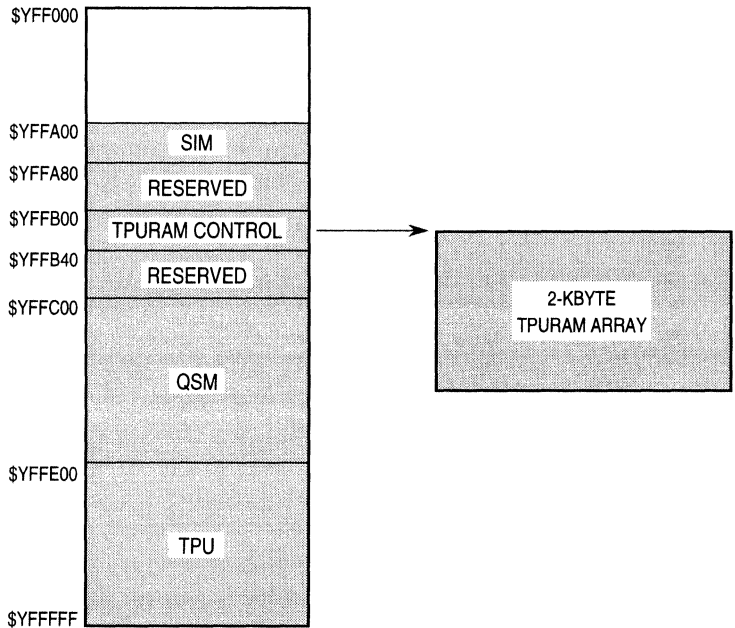 $YFF000
$YFFA00
SIM
$YFFA80
RESERVED
$YFFB00
TPURAM CONTROL
$YFFB40
RESERVED
$YFFC00
QSM
$YFFE00
TPU
$YFFFFF
2-KBYTE
TPURAM ARRAY